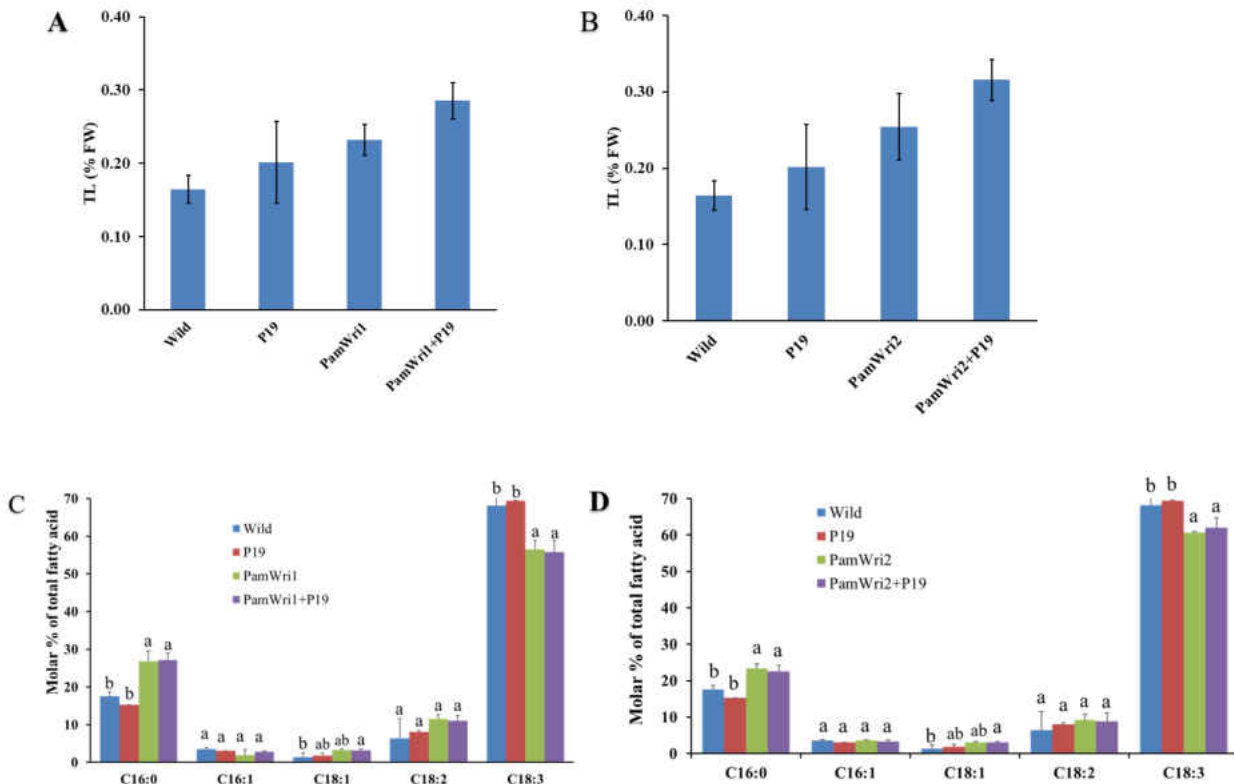 A
TL (% FW)
0.40
0.30
0.20
0.10
0.00
Wild
P19
PamWri1
PamWri1+P19
B
TL (% FW)
0.40
0.30
0.20
0.10
0.00
Wild
P19
PamWri2
PamWri2+P19
C
Molar % of total fatty acid
70
60
50
40
30
20
10
0
Wild
P19
PamWri1
PamWri1+P19
b b a a
a a a a
b ab ab a
a a a a
b b a a
C16:0 C16:1 C18:1 C18:2 C18:3
D
Molar % of total fatty acid
70
60
50
40
30
20
10
0
Wild
P19
PamWri2
PamWri2+P19
b b a a
a a a a
b ab ab a
a a a a
b b a a
C16:0 C16:1 C18:1 C18:2 C18:3